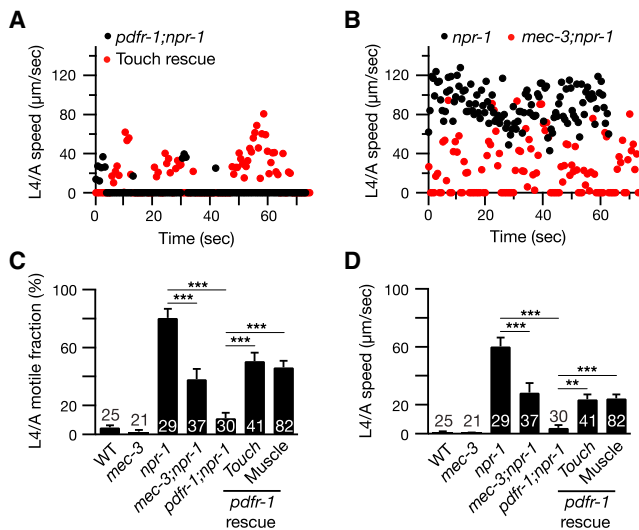 A
pdfr-1;npr-1
Touch rescue
L4/A speed (µm/sec)
120
80
40
0
0 20 40 60
Time (sec)
B
npr-1 mec-3;npr-1
L4/A speed (µm/sec)
120
80
40
0
0 20 40 60
Time (sec)
C
L4/A motile fraction (%)
100
60
20
0
***
***
***
***
25 21 29 37 30 41 82
WT mec-3 npr-1 mec-3;npr-1 pdfr-1;npr-1 Touch Muscle
pdfr-1
rescue
D
L4/A speed (µm/sec)
100
60
20
0
***
***
***
**
25 21 29 37 30 41 82
WT mec-3 npr-1 mec-3;npr-1 pdfr-1;npr-1 Touch Muscle
pdfr-1
rescue